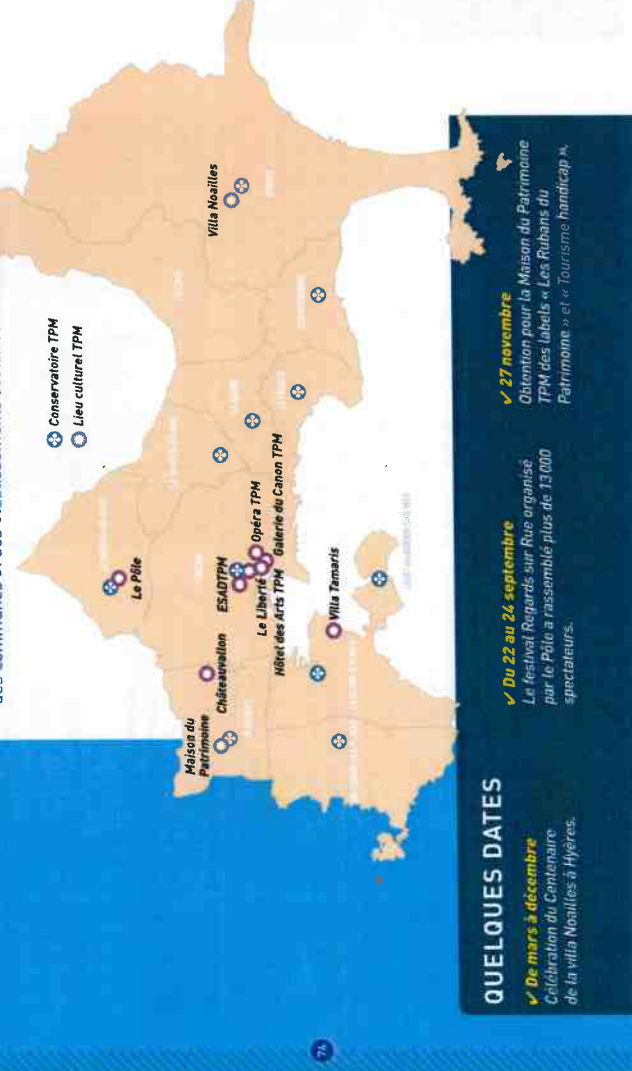 Conservatoire TPM
Lieu culturel TPM
Le Pôle
Villa Noailles
Maison du
Patrimoine
Châteauvallon
ESADTPM
Opéra TPM
Le Liberté
Galerie du Canon TPM
Hôtel des Arts TPM
Villa Tamaris
QUELQUES DATES
✓ De mars à décembre
Célébration du Centenaire
de la villa Noailles à Hyères.
✓ Du 22 au 24 septembre
Le festival Regards sur Rue organisé
par le Pôle a rassemblé plus de 13 000
spectateurs.
✓ 27 novembre
Obtention pour la Maison du Patrimoine
TPM des labels « Les Rubans du
Patrimoine » et « Tourisme handicap ».
74